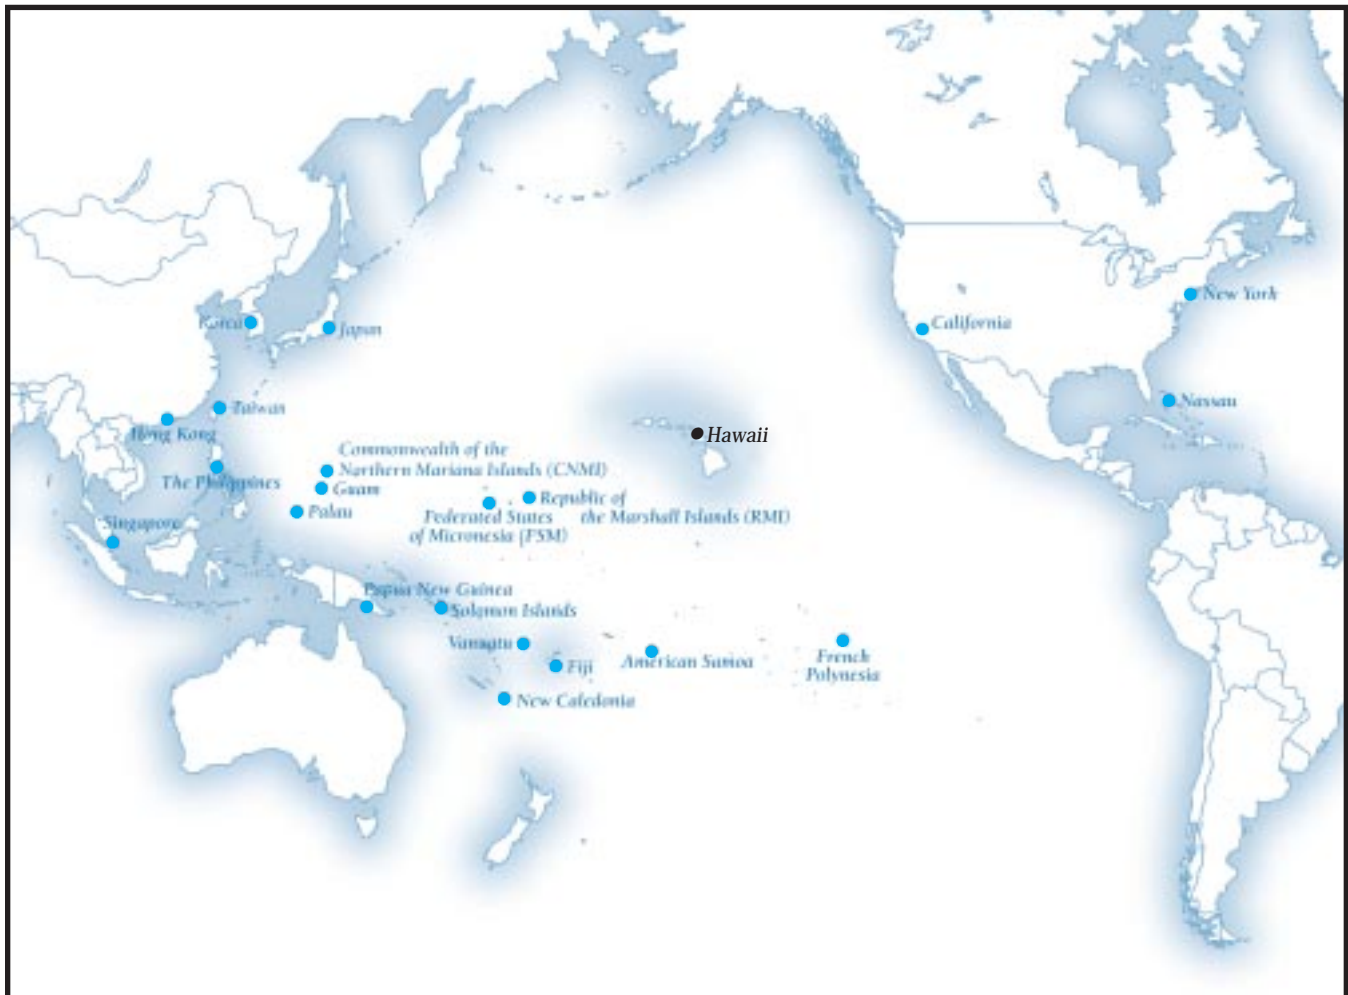 New York
California
Korea
Japan
Nassau
Taiwan
Hong Kong
Hawaii
Commonwealth of the
Northern Mariana Islands (CNMI)
The Philippines
Guam
Palau
Republic of
the Marshall Islands (RMI)
Federated States
of Micronesia (FSM)
Singapore
Papua New Guinea
Solomon Islands
Vanuatu
Fiji
American Samoa
French
Polynesia
New Caledonia